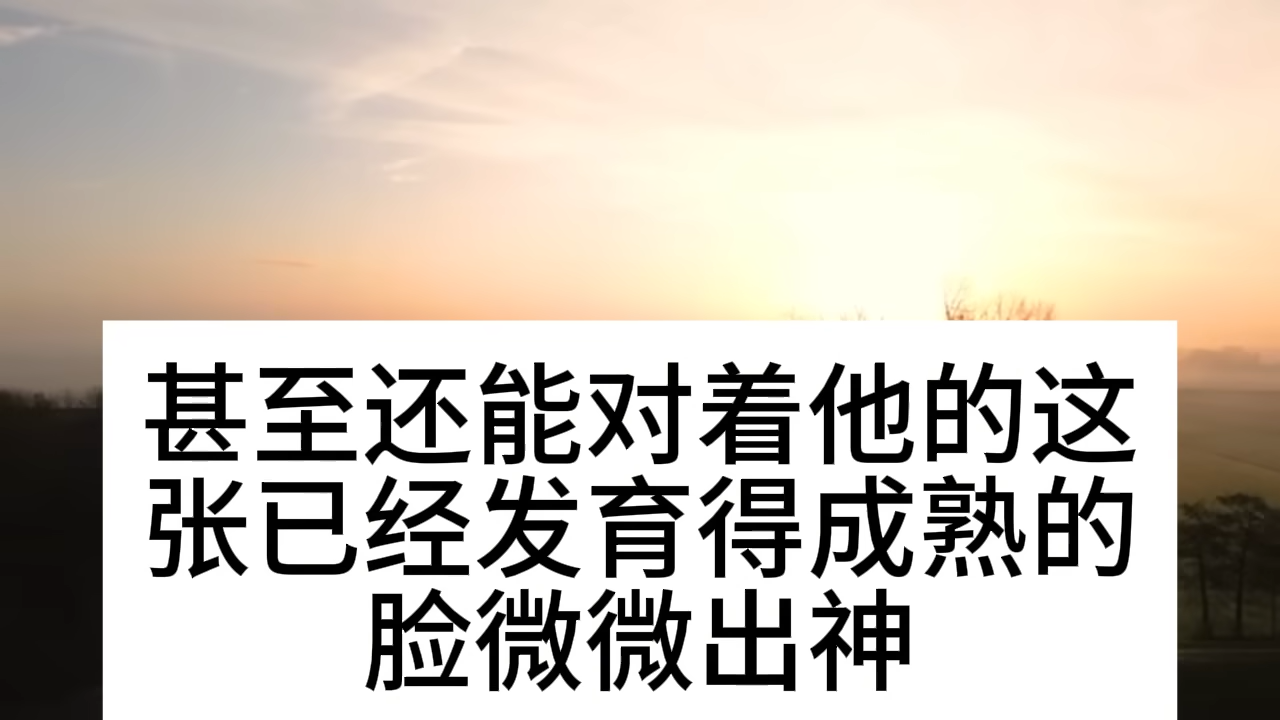 甚至还能对着他的这
张已经发育得成熟的
脸微微出神